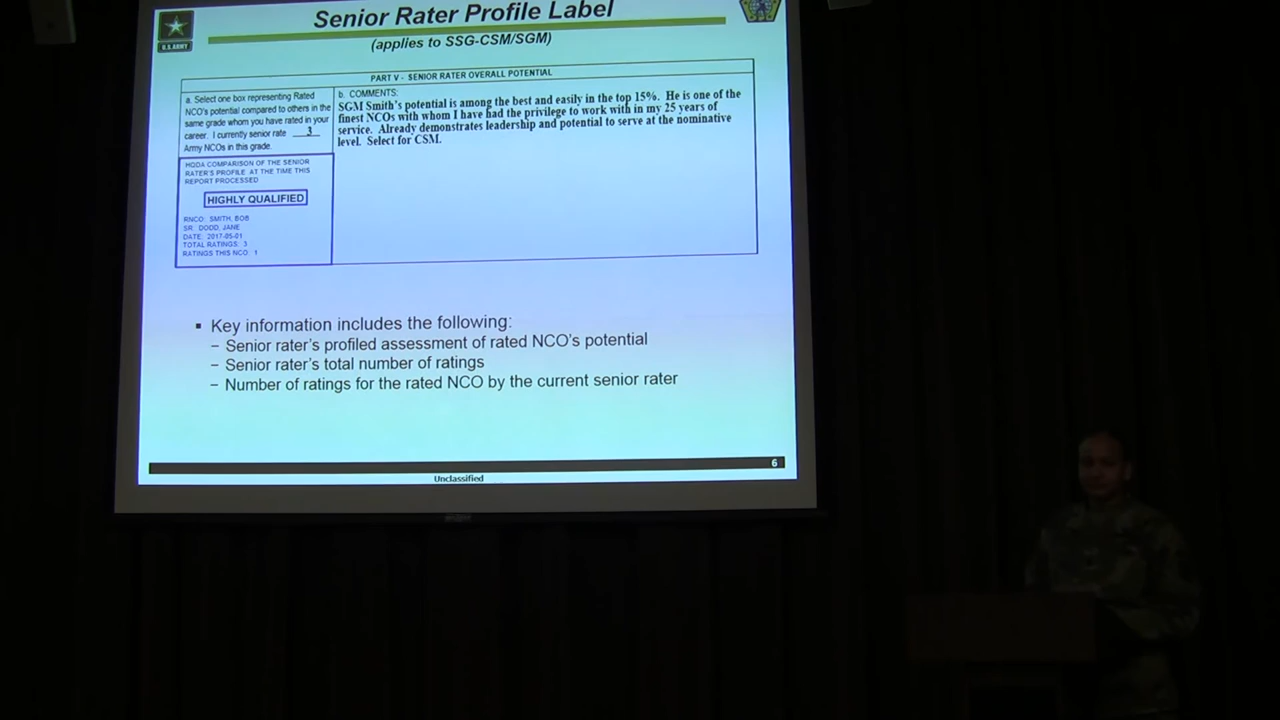 Senior Rater Profile Label
(applies to SSG-CSM/SGM)
U.S.ARMY
PART V - SENIOR RATER OVERALL POTENTIAL
a. Select one box representing Rated
NCO's potential compared to others in the
same grade whom you have rated in your
career. I currently senior rate 3
Army NCOs in this grade.
b. COMMENTS:
SGM Smith's potential is among the best and easily in the top 15%. He is one of the
finest NCOs with whom I have had the privilege to work with in my 25 years of
service. Already demonstrates leadership and potential to serve at the nominative
level. Select for CSM.
HQDA COMPARISON OF THE SENIOR
RATER'S PROFILE AT THE TIME THIS
REPORT PROCESSED
HIGHLY QUALIFIED
RNCO: SMITH, BOB
SR: DODD, JANE
DATE: 2017-05-01
TOTAL RATINGS: 3
RATINGS THIS NCO: 1
▪ Key information includes the following:
– Senior rater's profiled assessment of rated NCO's potential
– Senior rater's total number of ratings
– Number of ratings for the rated NCO by the current senior rater
6
Unclassified